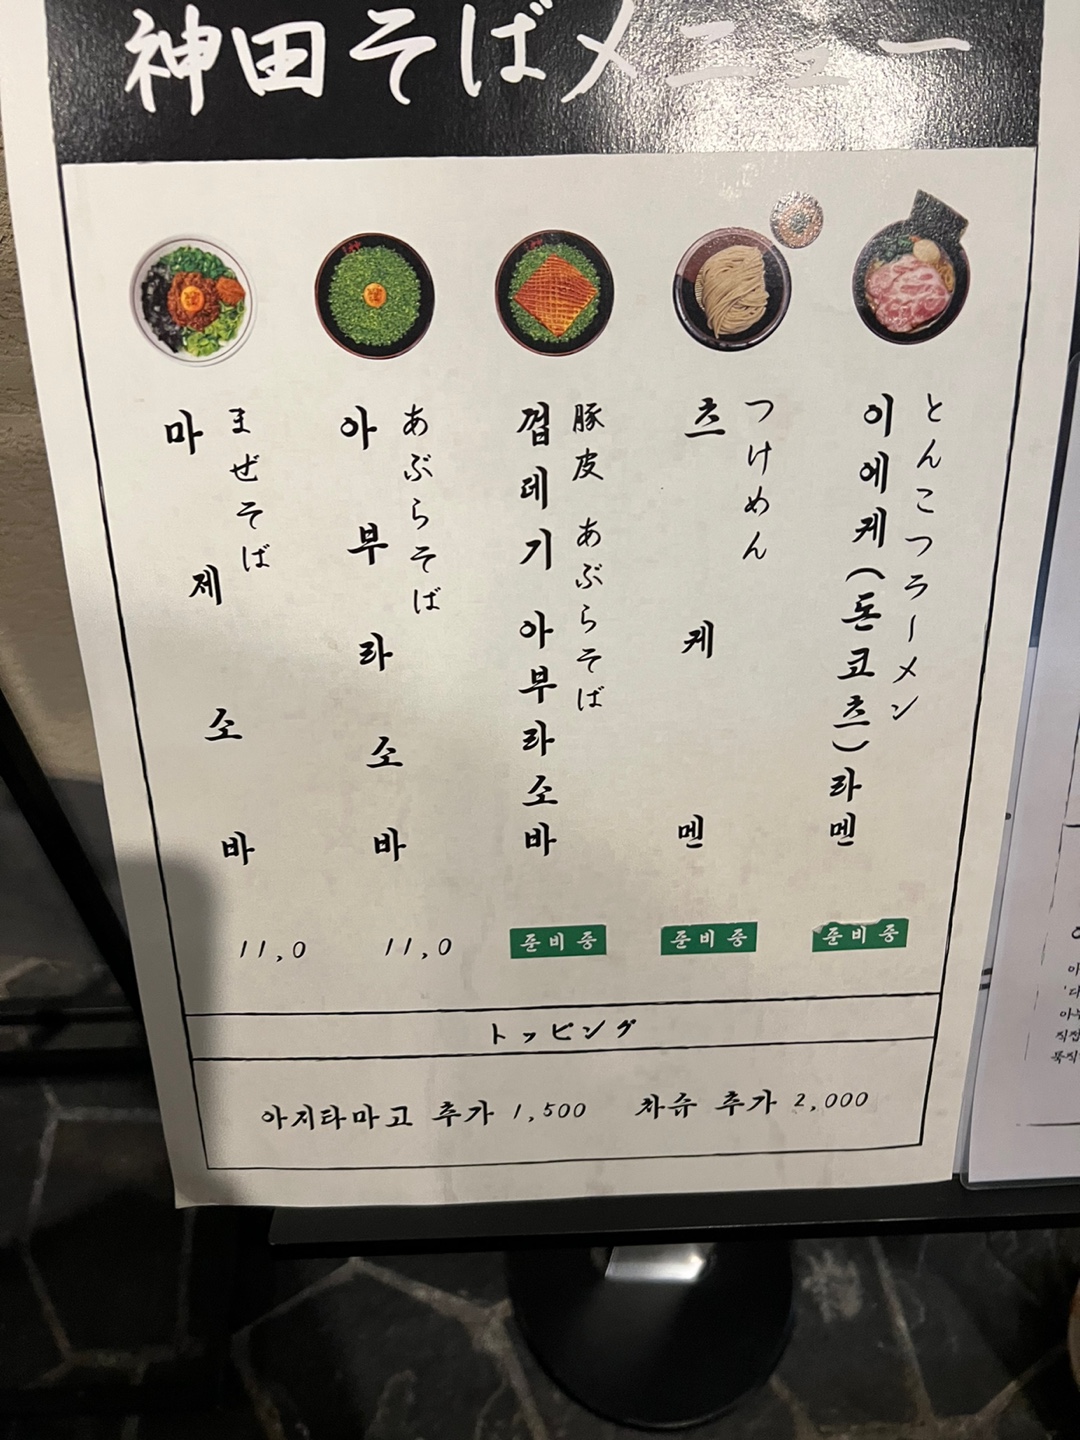 神田そばメニュー
まぜそば
마제소바
あぶらそば
아부라소바
豚皮 あぶらそば
껍데기 아부라소바
つけめん
츠케멘
とんこつラーメン
이에케(돈코츠)라멘
11,0
11,0
준비중
준비중
준비중
トッピング
아지타마고 추가 1,500
차슈 추가 2,000